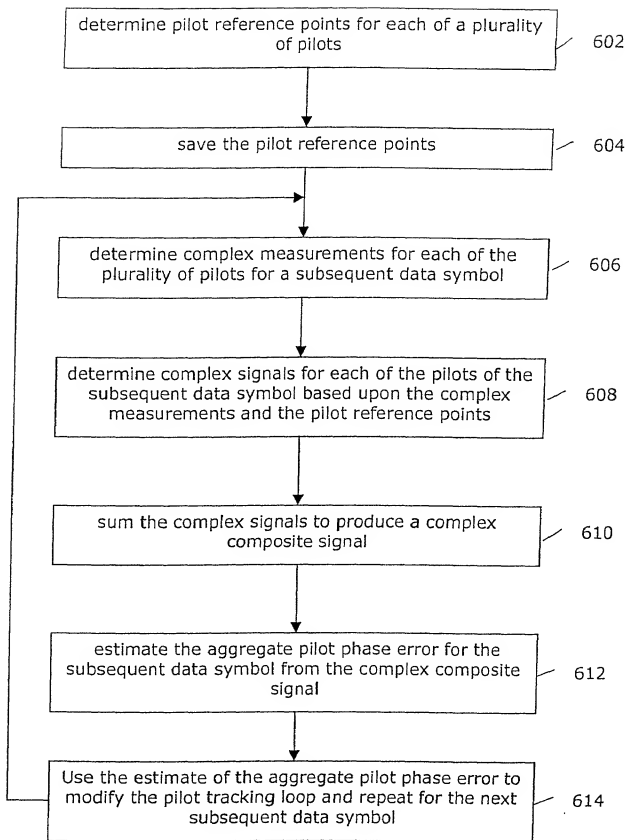 determine pilot reference points for each of a plurality
of pilots
602
save the pilot reference points
604
determine complex measurements for each of the
plurality of pilots for a subsequent data symbol
606
determine complex signals for each of the pilots of the
subsequent data symbol based upon the complex
measurements and the pilot reference points
608
sum the complex signals to produce a complex
composite signal
610
estimate the aggregate pilot phase error for the
subsequent data symbol from the complex composite
signal
612
Use the estimate of the aggregate pilot phase error to
modify the pilot tracking loop and repeat for the next
subsequent data symbol
614